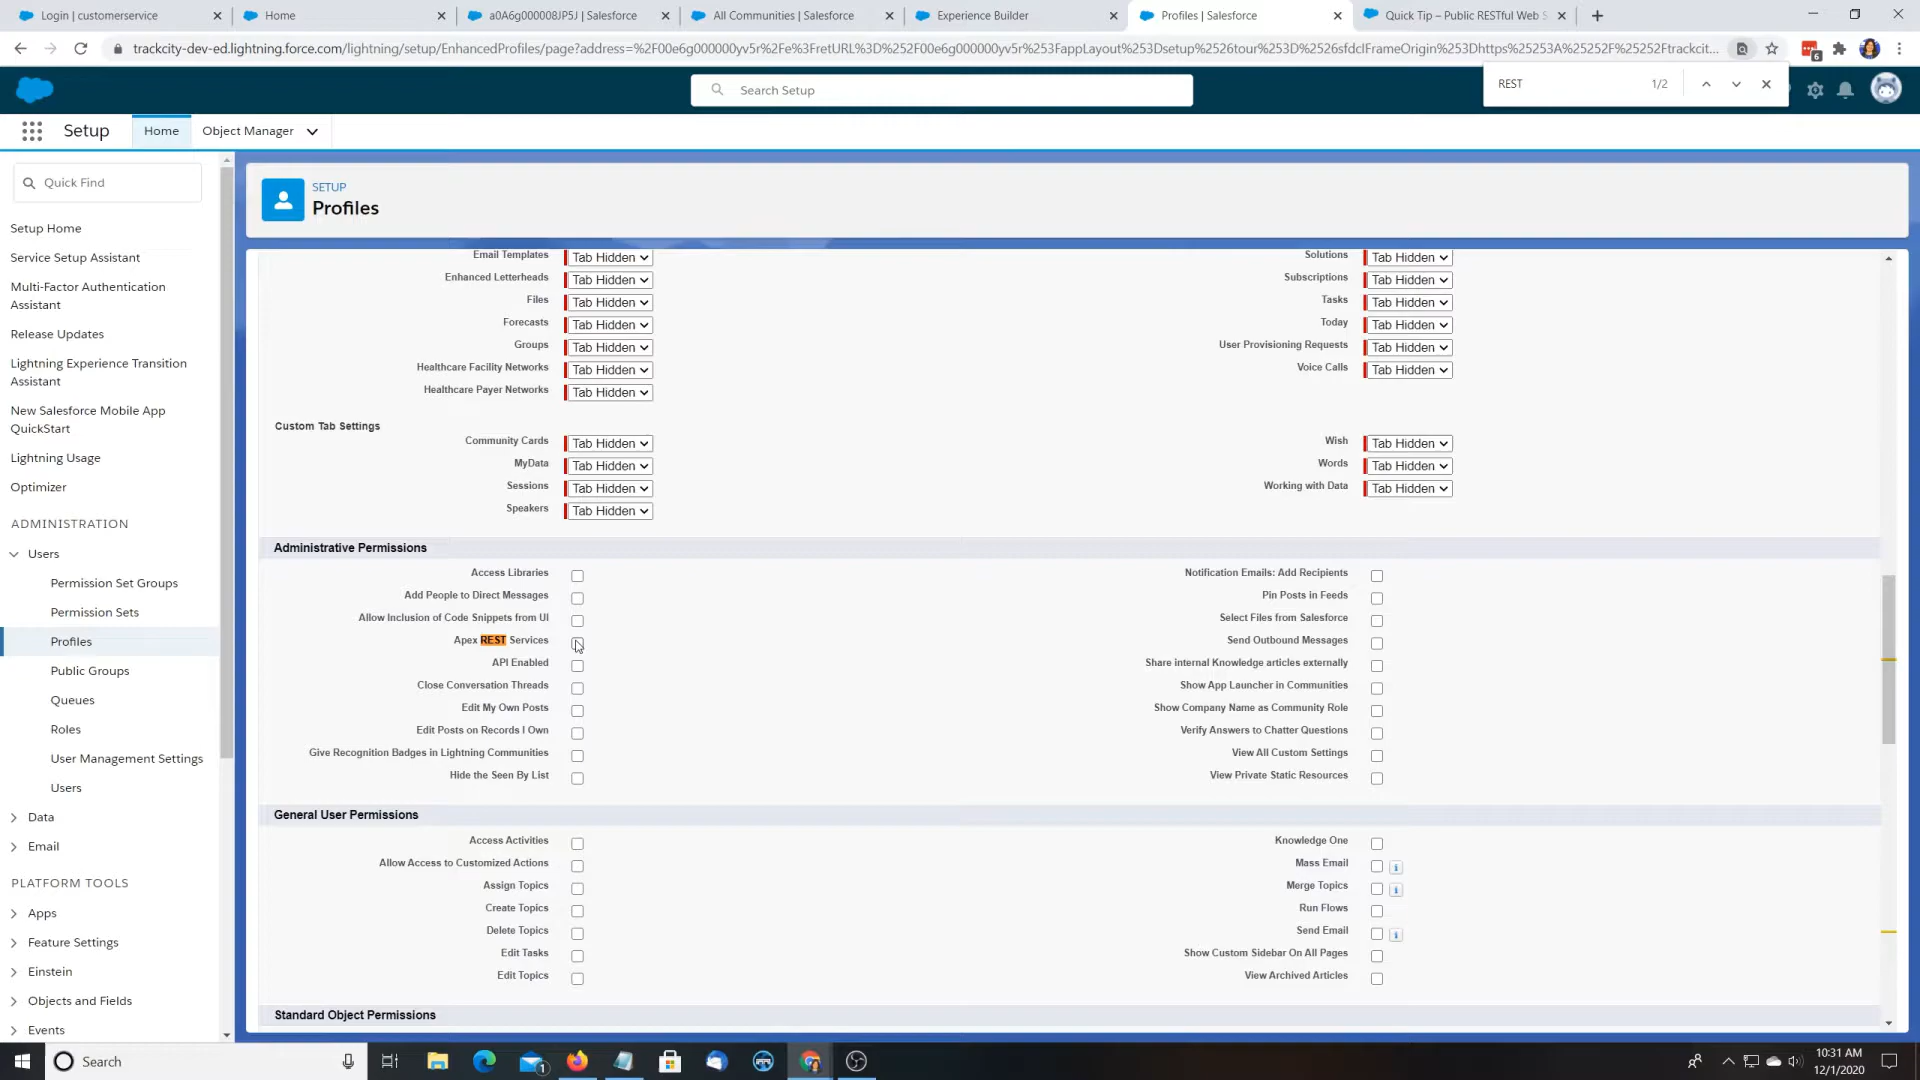 Login | customerservice
Home
a0A6g000008JP5J | Salesforce
All Communities | Salesforce
Experience Builder
Profiles | Salesforce
Quick Tip – Public RESTful Web S
trackcity-dev-ed.lightning.force.com/lightning/setup/EnhancedProfiles/page?address=%2F00e6g000000yv5r%2Fe%3FretURL%3D%252F00e6g000000yv5r%253FappLayout%253Dsetup%2526tour%253D%2526sfdcIFrameOrigin%253Dhttps%25253A%25252F%25252Ftrackcit...
6
Search Setup
REST
1/2
Setup
Home
Object Manager
Quick Find
SETUP
Profiles
Setup Home
Service Setup Assistant
Multi-Factor Authentication
Assistant
Release Updates
Lightning Experience Transition
Assistant
New Salesforce Mobile App
QuickStart
Lightning Usage
Optimizer
ADMINISTRATION
Users
Permission Set Groups
Permission Sets
Profiles
Public Groups
Queues
Roles
User Management Settings
Users
Data
Email
PLATFORM TOOLS
Apps
Feature Settings
Einstein
Objects and Fields
Events
Email Templates Tab Hidden Solutions Tab Hidden
Enhanced Letterheads Tab Hidden Subscriptions Tab Hidden
Files Tab Hidden Tasks Tab Hidden
Forecasts Tab Hidden Today Tab Hidden
Groups Tab Hidden User Provisioning Requests Tab Hidden
Healthcare Facility Networks Tab Hidden Voice Calls Tab Hidden
Healthcare Payer Networks Tab Hidden
Custom Tab Settings
Community Cards Tab Hidden Wish Tab Hidden
MyData Tab Hidden Words Tab Hidden
Sessions Tab Hidden Working with Data Tab Hidden
Speakers Tab Hidden
Administrative Permissions
Access Libraries Notification Emails: Add Recipients
Add People to Direct Messages Pin Posts in Feeds
Allow Inclusion of Code Snippets from UI Select Files from Salesforce
Apex REST Services Send Outbound Messages
API Enabled Share internal Knowledge articles externally
Close Conversation Threads Show App Launcher in Communities
Edit My Own Posts Show Company Name as Community Role
Edit Posts on Records I Own Verify Answers to Chatter Questions
Give Recognition Badges in Lightning Communities View All Custom Settings
Hide the Seen By List View Private Static Resources
General User Permissions
Access Activities Knowledge One
Allow Access to Customized Actions Mass Email i
Assign Topics Merge Topics i
Create Topics Run Flows
Delete Topics Send Email i
Edit Tasks Show Custom Sidebar On All Pages
Edit Topics View Archived Articles
Standard Object Permissions
Search
1
10:31 AM
12/1/2020